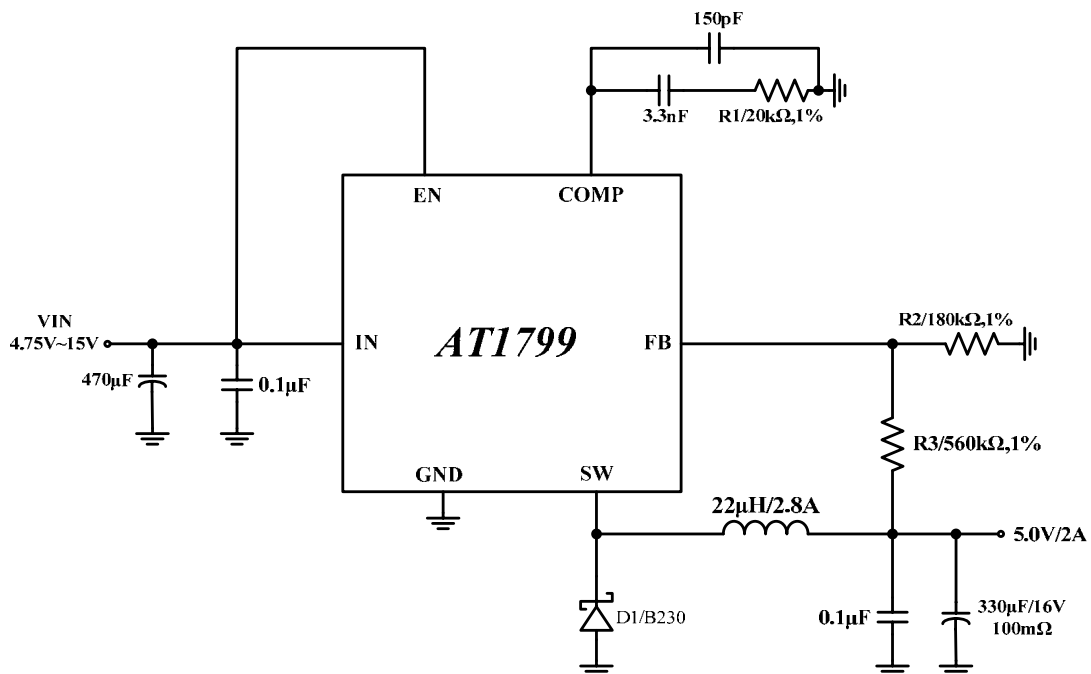 150pF
3.3nF
R1/20kΩ,1%
EN
COMP
VIN
4.75V~15V
IN
AT1799
FB
R2/180kΩ,1%
470μF
0.1μF
R3/560kΩ,1%
GND
SW
22μH/2.8A
5.0V/2A
D1/B230
0.1μF
330μF/16V
100mΩ